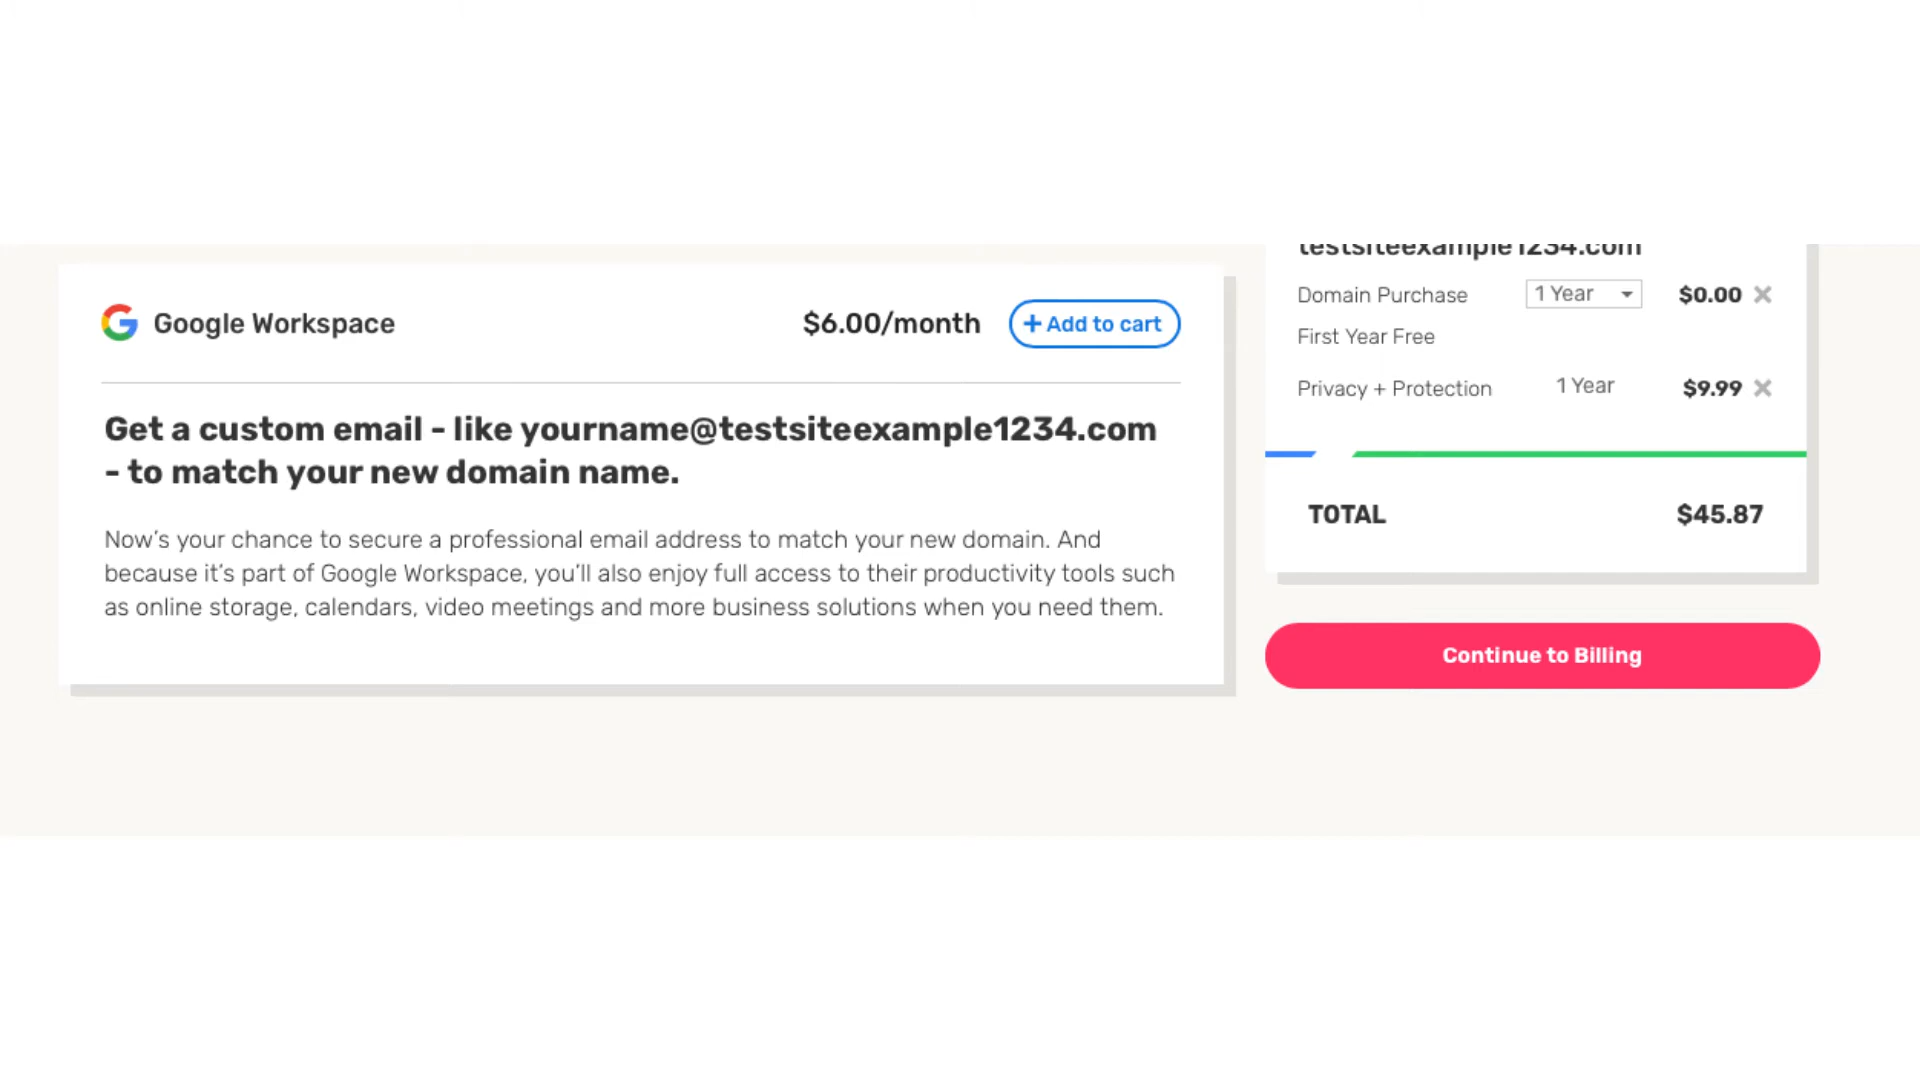 Google Workspace
$6.00/month
+ Add to cart
Get a custom email - like yourname@testsiteexample1234.com
- to match your new domain name.
Now's your chance to secure a professional email address to match your new domain. And
because it's part of Google Workspace, you'll also enjoy full access to their productivity tools such
as online storage, calendars, video meetings and more business solutions when you need them.
testsiteexample1234.com
Domain Purchase 1 Year $0.00
First Year Free
Privacy + Protection 1 Year $9.99
TOTAL $45.87
Continue to Billing